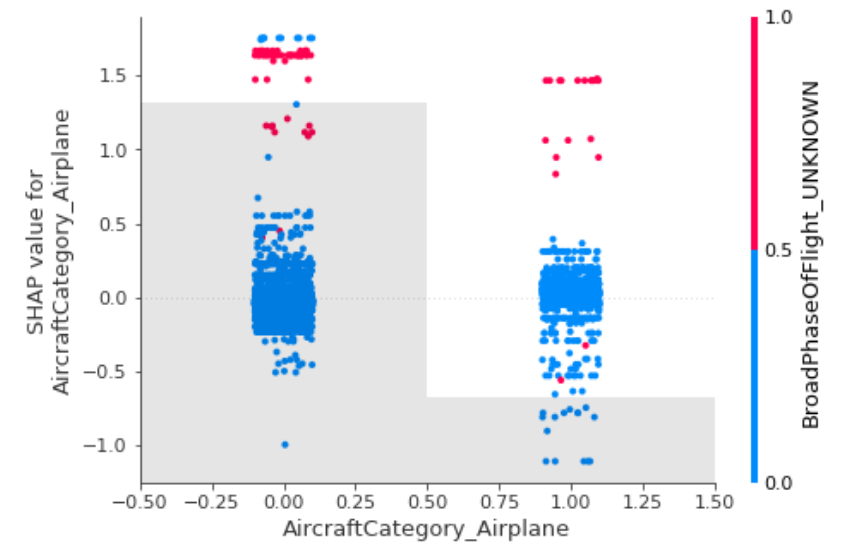 1.5
1.0
0.5
0.0
−0.5
−1.0
SHAP value for
AircraftCategory_Airplane
−0.50 −0.25 0.00 0.25 0.50 0.75 1.00 1.25 1.50
AircraftCategory_Airplane
1.0
0.5
0.0
BroadPhaseOfFlight_UNKNOWN